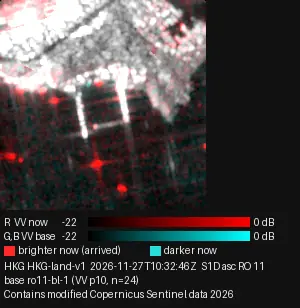 R VV now -22 0 dB
G,B VV base -22 0 dB
brighter now (arrived) darker now
HKG HKG-land-v1 2026-11-27T10:32:46Z S1D asc RO 11
base ro11-bl-1 (VV p10, n=24)
Contains modified Copernicus Sentinel data 2026